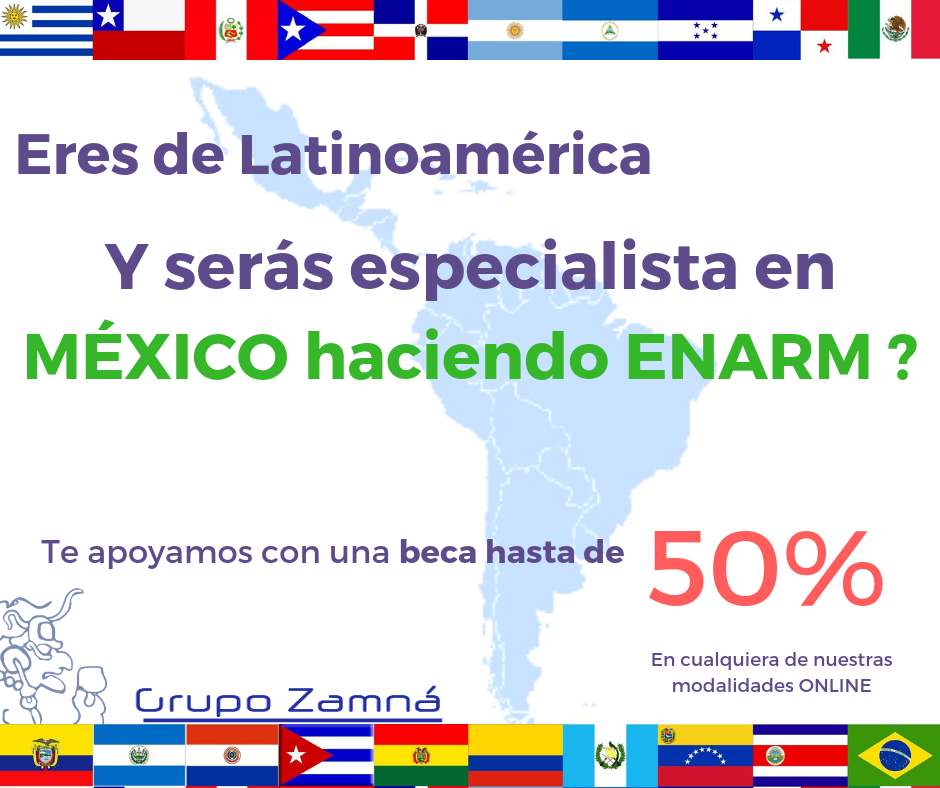 Eres de Latinoamérica
Y serás especialista en
MÉXICO haciendo ENARM ?
Te apoyamos con una beca hasta de 50%
En cualquiera de nuestras
modalidades ONLINE
Grupo Zamná